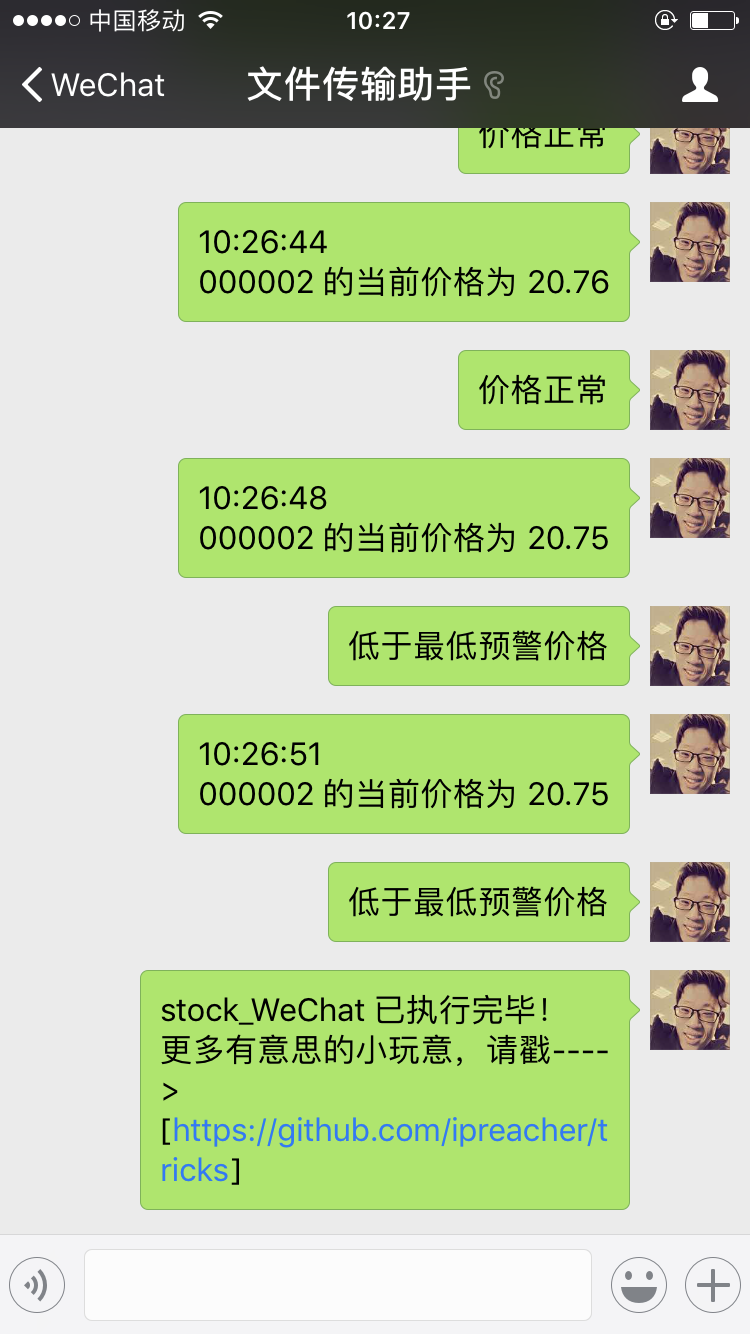 中国移动
10:27
WeChat
文件传输助手
价格正常
10:26:44
000002 的当前价格为 20.76
价格正常
10:26:48
000002 的当前价格为 20.75
低于最低预警价格
10:26:51
000002 的当前价格为 20.75
低于最低预警价格
stock_WeChat 已执行完毕！
更多有意思的小玩意，请戳----
>
[https://github.com/ipreacher/t
ricks]